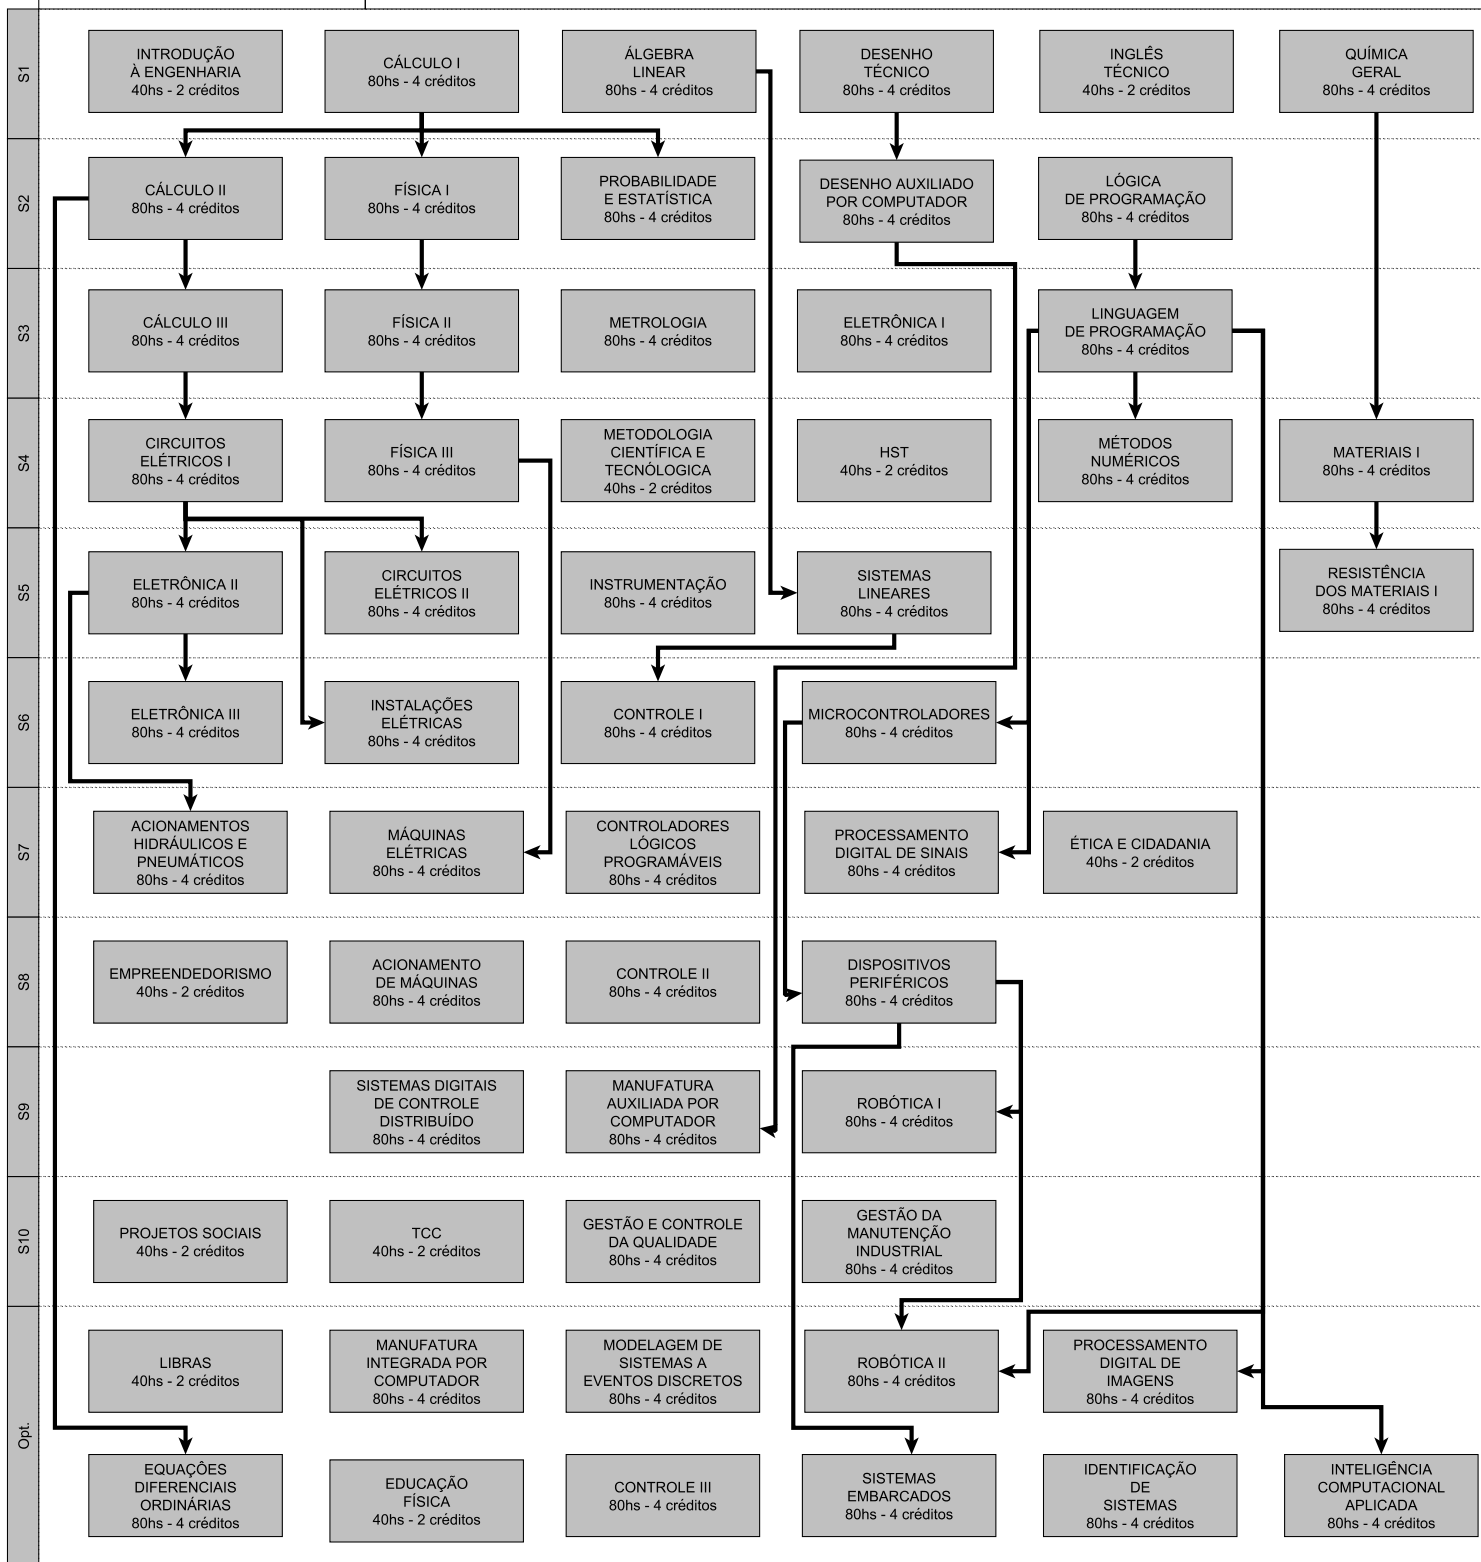 S1
INTRODUÇÃO
À ENGENHARIA
40hs - 2 créditos
CÁLCULO I
80hs - 4 créditos
ÁLGEBRA
LINEAR
80hs - 4 créditos
DESENHO
TÉCNICO
80hs - 4 créditos
INGLÊS
TÉCNICO
40hs - 2 créditos
QUÍMICA
GERAL
80hs - 4 créditos
S2
CÁLCULO II
80hs - 4 créditos
FÍSICA I
80hs - 4 créditos
PROBABILIDADE
E ESTATÍSTICA
80hs - 4 créditos
DESENHO AUXILIADO
POR COMPUTADOR
80hs - 4 créditos
LÓGICA
DE PROGRAMAÇÃO
80hs - 4 créditos
S3
CÁLCULO III
80hs - 4 créditos
FÍSICA II
80hs - 4 créditos
METROLOGIA
80hs - 4 créditos
ELETRÔNICA I
80hs - 4 créditos
LINGUAGEM
DE PROGRAMAÇÃO
80hs - 4 créditos
S4
CIRCUITOS
ELÉTRICOS I
80hs - 4 créditos
FÍSICA III
80hs - 4 créditos
METODOLOGIA
CIENTÍFICA E
TECNÓLOGICA
40hs - 2 créditos
HST
40hs - 2 créditos
MÉTODOS
NUMÉRICOS
80hs - 4 créditos
MATERIAIS I
80hs - 4 créditos
S5
ELETRÔNICA II
80hs - 4 créditos
CIRCUITOS
ELÉTRICOS II
80hs - 4 créditos
INSTRUMENTAÇÃO
80hs - 4 créditos
SISTEMAS
LINEARES
80hs - 4 créditos
RESISTÊNCIA
DOS MATERIAIS I
80hs - 4 créditos
S6
ELETRÔNICA III
80hs - 4 créditos
INSTALAÇÕES
ELÉTRICAS
80hs - 4 créditos
CONTROLE I
80hs - 4 créditos
MICROCONTROLADORES
80hs - 4 créditos
S7
ACIONAMENTOS
HIDRÁULICOS E
PNEUMÁTICOS
80hs - 4 créditos
MÁQUINAS
ELÉTRICAS
80hs - 4 créditos
CONTROLADORES
LÓGICOS
PROGRAMÁVEIS
80hs - 4 créditos
PROCESSAMENTO
DIGITAL DE SINAIS
80hs - 4 créditos
ÉTICA E CIDADANIA
40hs - 2 créditos
S8
EMPREENDEDORISMO
40hs - 2 créditos
ACIONAMENTO
DE MÁQUINAS
80hs - 4 créditos
CONTROLE II
80hs - 4 créditos
DISPOSITIVOS
PERIFÉRICOS
80hs - 4 créditos
S9
SISTEMAS DIGITAIS
DE CONTROLE
DISTRIBUÍDO
80hs - 4 créditos
MANUFATURA
AUXILIADA POR
COMPUTADOR
80hs - 4 créditos
ROBÓTICA I
80hs - 4 créditos
S10
PROJETOS SOCIAIS
40hs - 2 créditos
TCC
40hs - 2 créditos
GESTÃO E CONTROLE
DA QUALIDADE
80hs - 4 créditos
GESTÃO DA
MANUTENÇÃO
INDUSTRIAL
80hs - 4 créditos
Opt.
LIBRAS
40hs - 2 créditos
MANUFATURA
INTEGRADA POR
COMPUTADOR
80hs - 4 créditos
MODELAGEM DE
SISTEMAS A
EVENTOS DISCRETOS
80hs - 4 créditos
ROBÓTICA II
80hs - 4 créditos
PROCESSAMENTO
DIGITAL DE
IMAGENS
80hs - 4 créditos
EQUAÇÔES
DIFERENCIAIS
ORDINÁRIAS
80hs - 4 créditos
EDUCAÇÃO
FÍSICA
40hs - 2 créditos
CONTROLE III
80hs - 4 créditos
SISTEMAS
EMBARCADOS
80hs - 4 créditos
IDENTIFICAÇÃO
DE
SISTEMAS
80hs - 4 créditos
INTELIGÊNCIA
COMPUTACIONAL
APLICADA
80hs - 4 créditos